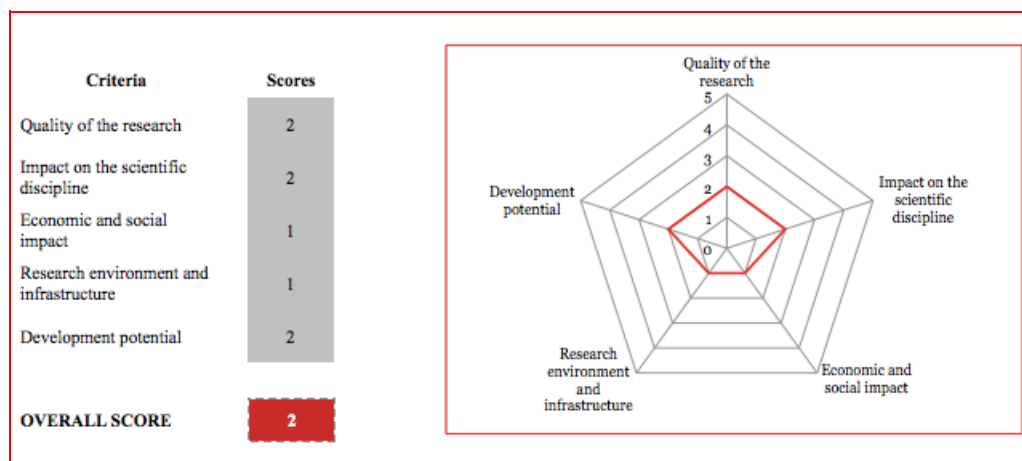 Criteria Scores
Quality of the research 2
Impact on the scientific
discipline 2
Economic and social
impact 1
Research environment and
infrastructure 1
Development potential 2
OVERALL SCORE 2
Quality of the
research
5
4
3
2
1
0
Impact on the
scientific
discipline
Economic and
social impact
Research
environment
and
infrastructure
Development
potential